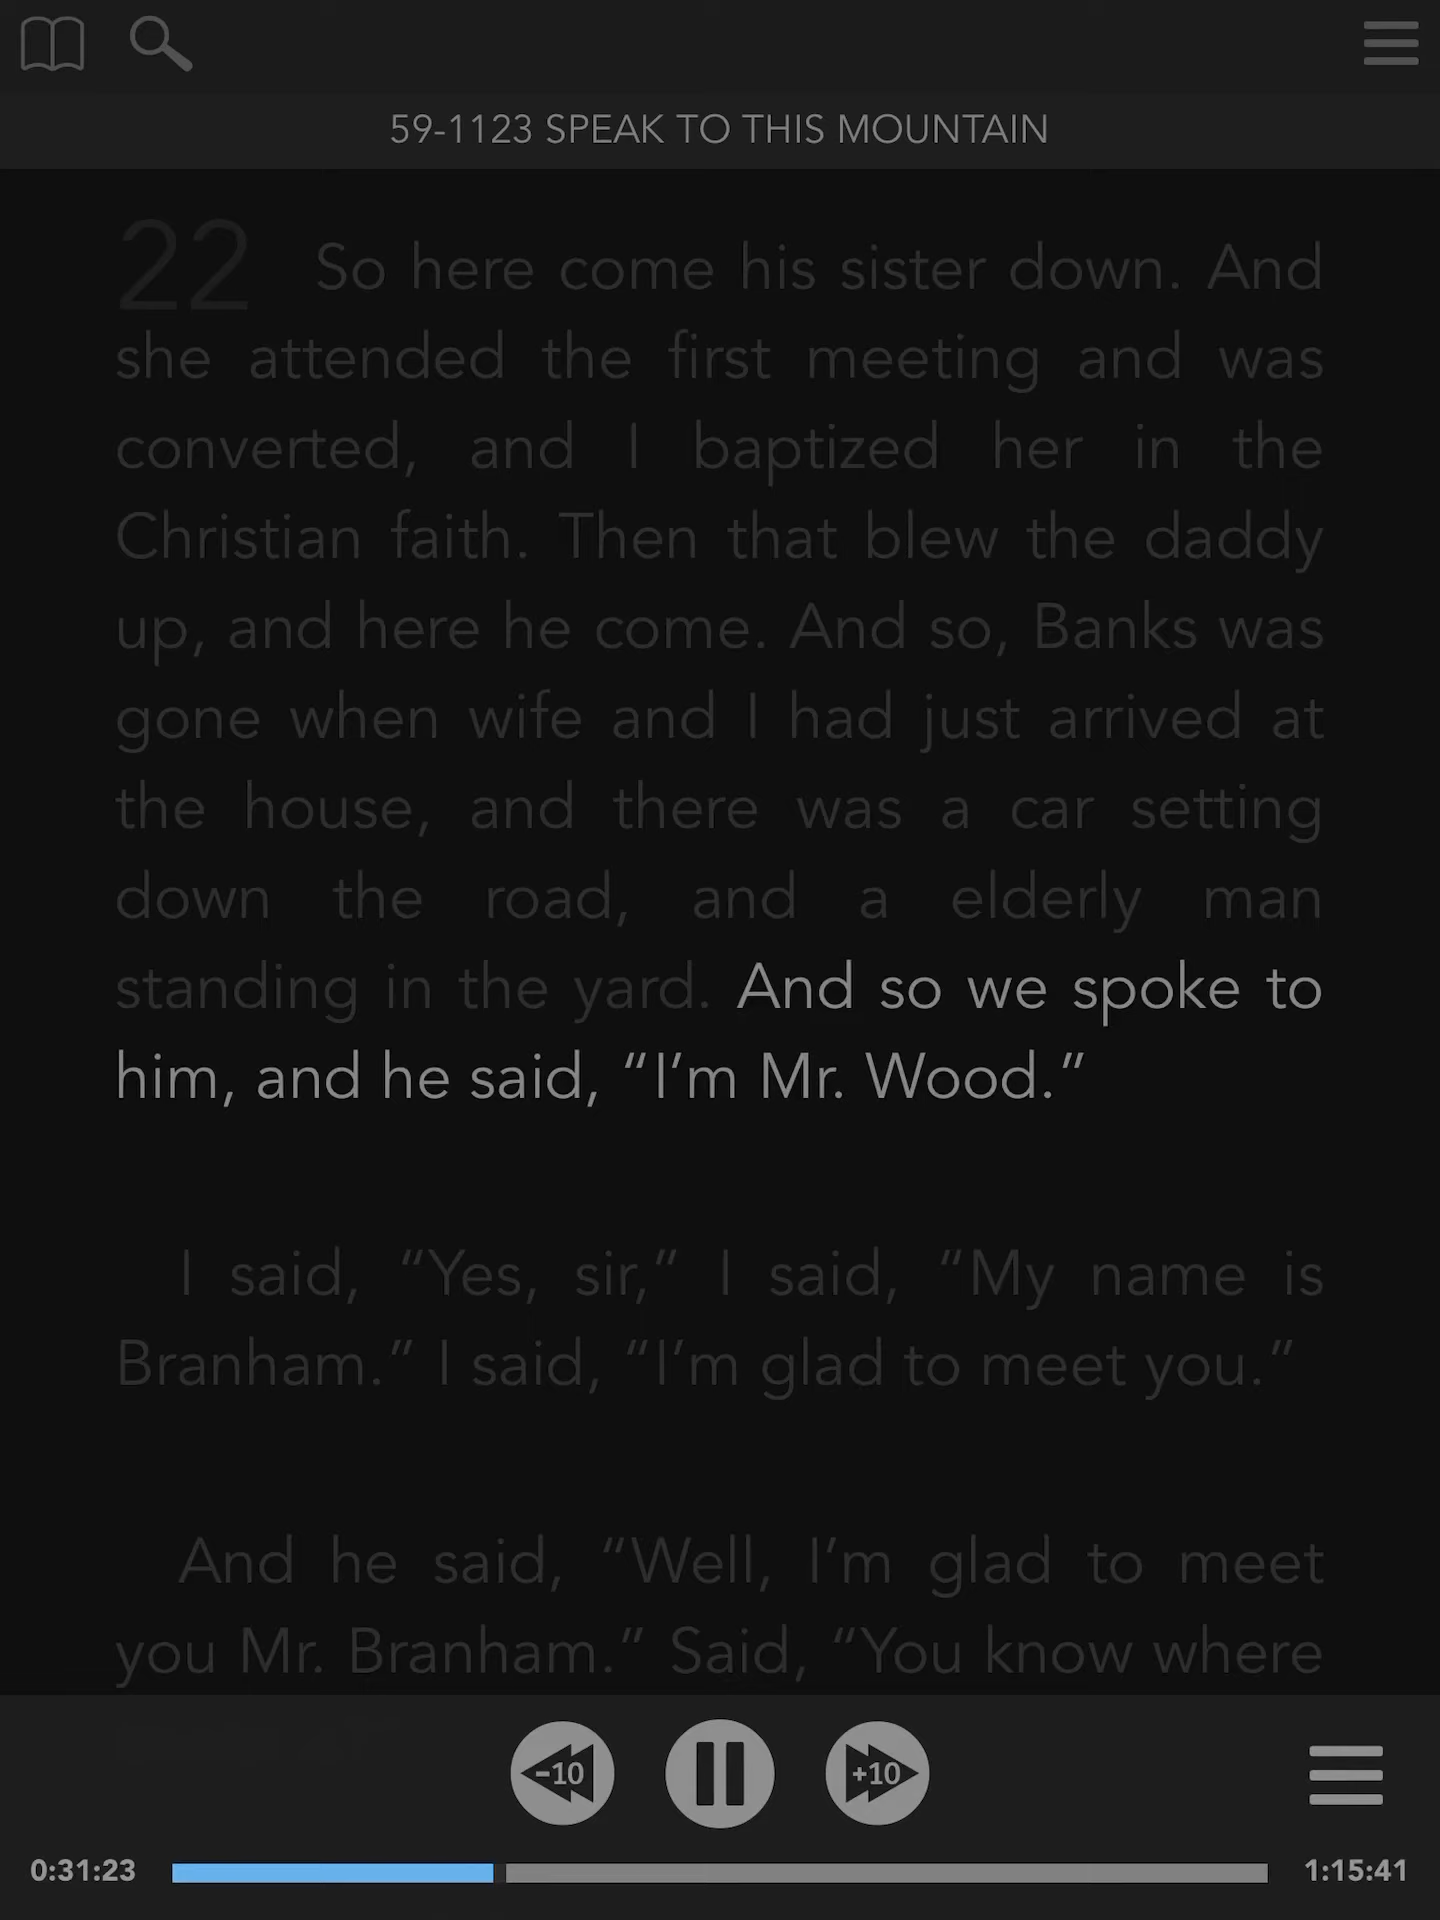 59-1123 SPEAK TO THIS MOUNTAIN
22 So here come his sister down. And
she attended the first meeting and was
converted, and I baptized her in the
Christian faith. Then that blew the daddy
up, and here he come. And so, Banks was
gone when wife and I had just arrived at
the house, and there was a car setting
down the road, and a elderly man
standing in the yard. And so we spoke to
him, and he said, “I’m Mr. Wood.”
I said, “Yes, sir,” I said, “My name is
Branham.” I said, “I’m glad to meet you.”
And he said, “Well, I’m glad to meet
you Mr. Branham.” Said, “You know where
-10 +10
0:31:23 1:15:41